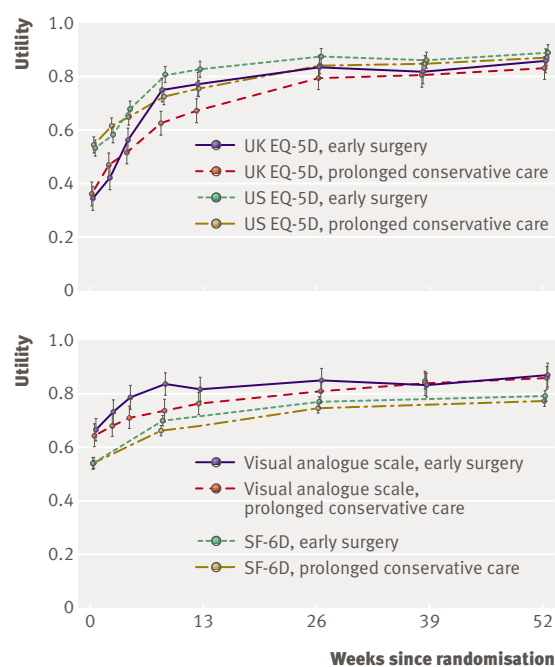 Utility
1.0
0.8
0.6
0.4
0.2
0
UK EQ-5D, early surgery
UK EQ-5D, prolonged conservative care
US EQ-5D, early surgery
US EQ-5D, prolonged conservative care
Utility
1.0
0.8
0.6
0.4
0.2
0
Visual analogue scale, early surgery
Visual analogue scale,
prolonged conservative care
SF-6D, early surgery
SF-6D, prolonged conservative care
0 13 26 39 52
Weeks since randomisation